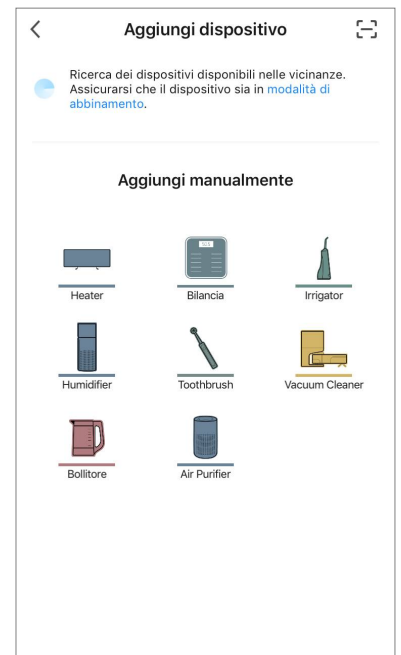 Aggiungi dispositivo
Ricerca dei dispositivi disponibili nelle vicinanze.
Assicurarsi che il dispositivo sia in modalità di
abbinamento.
Aggiungi manualmente
Heater
Bilancia
Irrigator
Humidifier
Toothbrush
Vacuum Cleaner
Bollitore
Air Purifier